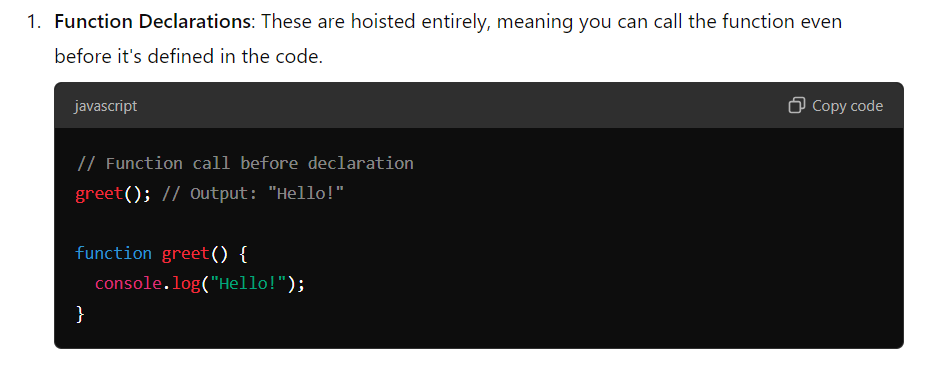 1. Function Declarations: These are hoisted entirely, meaning you can call the function even
before it's defined in the code.
javascript
Copy code
// Function call before declaration
greet(); // Output: "Hello!"
function greet() {
  console.log("Hello!");
}